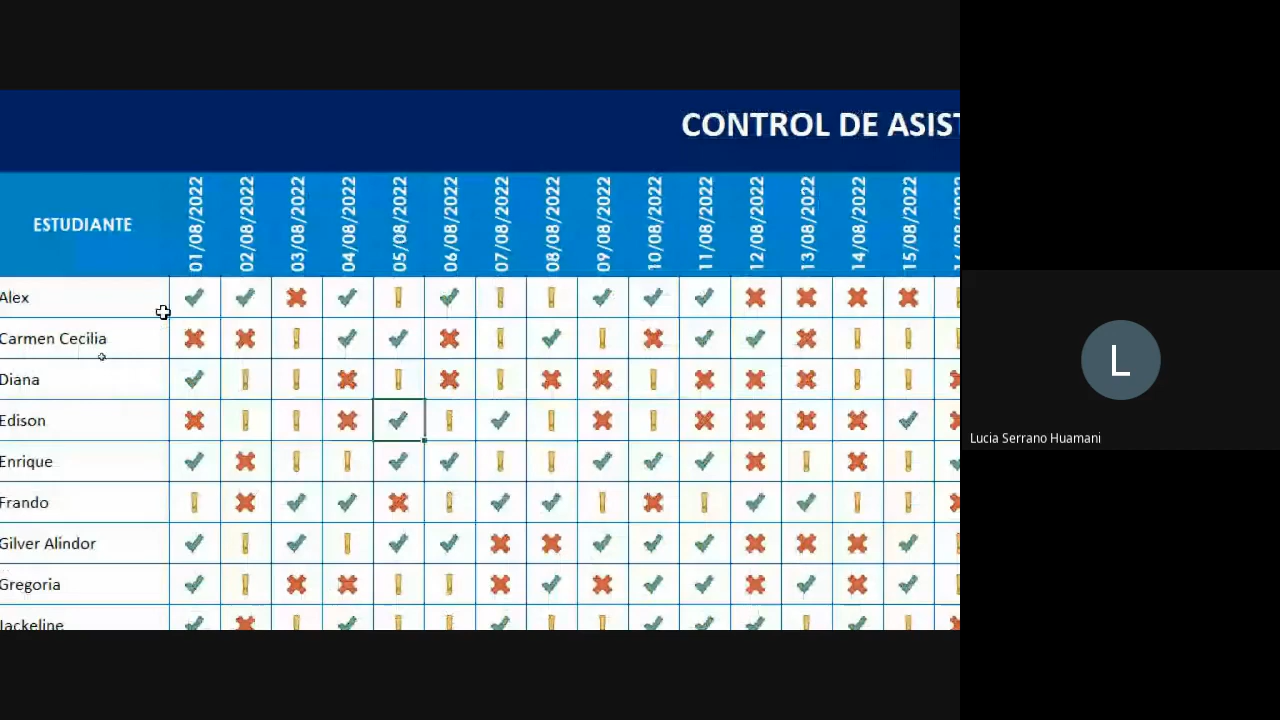 CONTROL DE ASIST
ESTUDIANTE 01/08/2022 02/08/2022 03/08/2022 04/08/2022 05/08/2022 06/08/2022 07/08/2022 08/08/2022 09/08/2022 10/08/2022 11/08/2022 12/08/2022 13/08/2022 14/08/2022 15/08/2022
Alex
Carmen Cecilia
Diana
Edison
Enrique
Frando
Gilver Alindor
Gregoria
Jackeline
L
Lucia Serrano Huamani